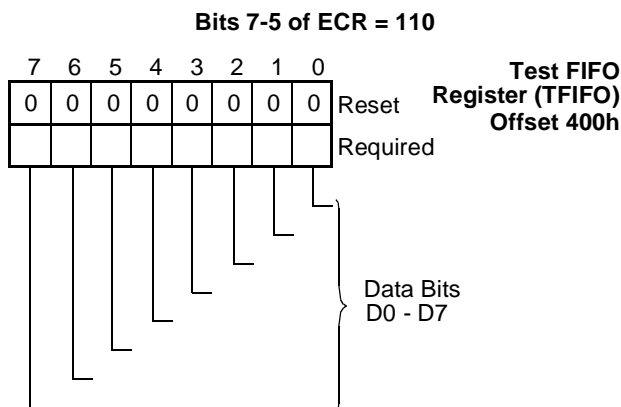 Bits 7-5 of ECR = 110
7 6 5 4 3 2 1 0
Test FIFO
Register (TFIFO)
Offset 400h
0 0 0 0 0 0 0 0 Reset
Required
Data Bits
D0 - D7